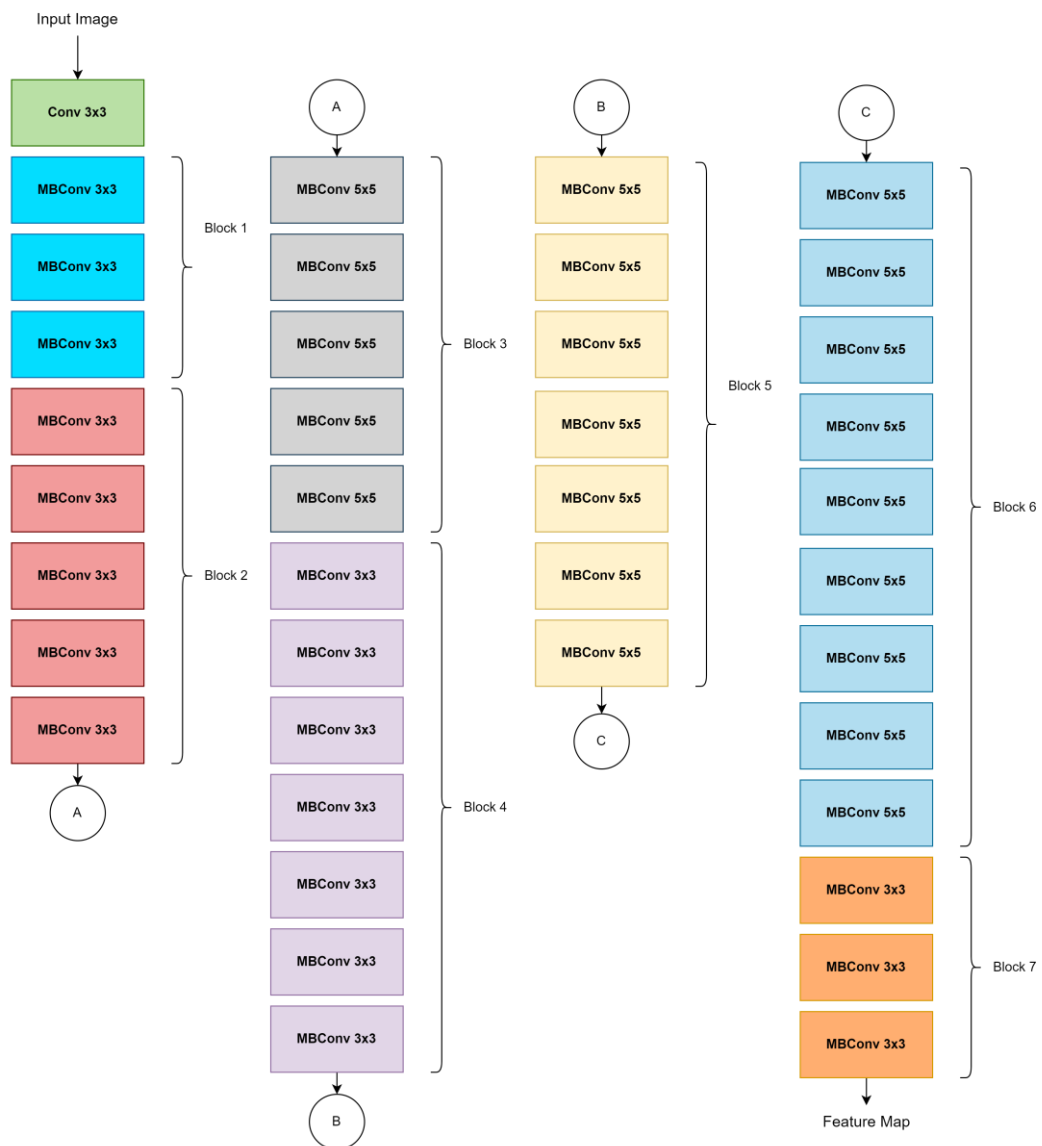 Input Image
Conv 3x3
MBConv 3x3
MBConv 3x3
MBConv 3x3
Block 1
MBConv 3x3
MBConv 3x3
MBConv 3x3
MBConv 3x3
MBConv 3x3
Block 2
A
A
MBConv 5x5
MBConv 5x5
MBConv 5x5
MBConv 5x5
MBConv 5x5
Block 3
MBConv 3x3
MBConv 3x3
MBConv 3x3
MBConv 3x3
MBConv 3x3
MBConv 3x3
MBConv 3x3
Block 4
B
B
MBConv 5x5
MBConv 5x5
MBConv 5x5
MBConv 5x5
MBConv 5x5
MBConv 5x5
MBConv 5x5
Block 5
C
C
MBConv 5x5
MBConv 5x5
MBConv 5x5
MBConv 5x5
MBConv 5x5
MBConv 5x5
MBConv 5x5
MBConv 5x5
MBConv 5x5
Block 6
MBConv 3x3
MBConv 3x3
MBConv 3x3
Block 7
Feature Map